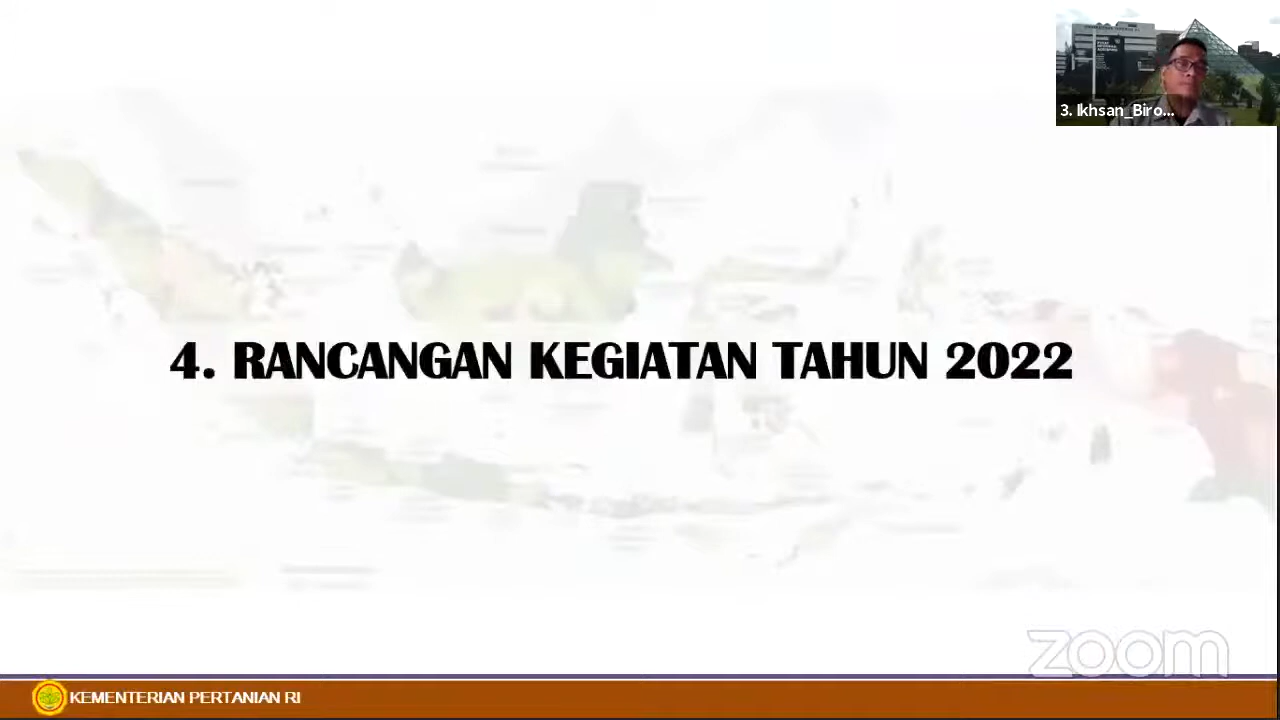 3. Ikhsan_Biro...
4. RANCANGAN KEGIATAN TAHUN 2022
zoom
KEMENTERIAN PERTANIAN RI